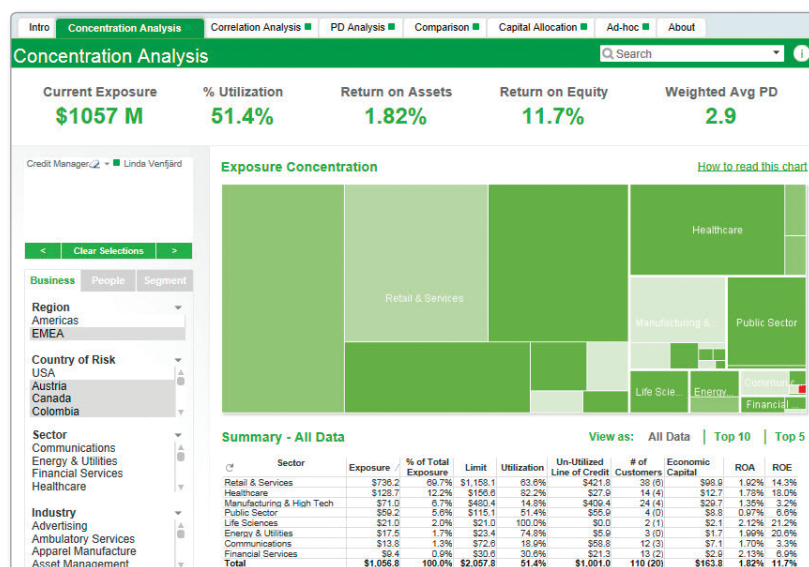 Intro Concentration Analysis Correlation Analysis PD Analysis Comparison Capital Allocation Ad-hoc About
Concentration Analysis
Search
i
Current Exposure % Utilization Return on Assets Return on Equity Weighted Avg PD
$1057 M 51.4% 1.82% 11.7% 2.9
Credit Manager Linda Venfjärd
< Clear Selections >
Business People Segment
Region
Americas
EMEA
Country of Risk
USA
Austria
Canada
Colombia
Sector
Communications
Energy & Utilities
Financial Services
Healthcare
Industry
Advertising
Ambulatory Services
Apparel Manufacture
Asset Management
Exposure Concentration How to read this chart
Retail & Services
Healthcare
Manufacturing &...
Public Sector
Life Scie...
Energy...
Communic...
Financial ...
Summary - All Data View as: All Data | Top 10 | Top 5
Sector Exposure % of Total Exposure Limit Utilization Un-Utilized Line of Credit # of Customers Economic Capital ROA ROE
Retail & Services $736.2 69.7% $1,158.1 63.6% $421.8 38 (6) $98.9 1.92% 14.3%
Healthcare $128.7 12.2% $156.6 82.2% $27.9 14 (4) $12.7 1.78% 18.0%
Manufacturing & High Tech $71.0 6.7% $480.4 14.8% $409.4 24 (4) $29.7 1.35% 3.2%
Public Sector $59.2 5.6% $115.1 51.4% $55.9 4 (0) $8.8 0.97% 6.6%
Life Sciences $21.0 2.0% $21.0 100.0% $0.0 2 (1) $2.1 2.12% 21.2%
Energy & Utilities $17.5 1.7% $23.4 74.8% $5.9 3 (0) $1.7 1.99% 20.6%
Communications $13.8 1.3% $72.6 18.9% $58.8 12 (3) $7.1 1.70% 3.3%
Financial Services $9.4 0.9% $30.6 30.6% $21.3 13 (2) $2.9 2.13% 6.9%
Total $1,056.8 100.0% $2,057.8 51.4% $1,001.0 110 (20) $163.8 1.82% 11.7%